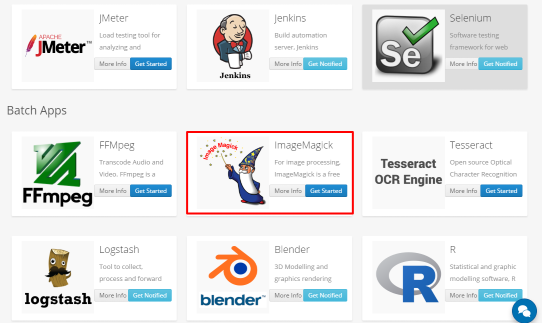 APACHE
JMeter™
JMeter
Load testing tool for
analyzing and
More Info Get Started
Jenkins
Jenkins
Build automation
server. Jenkins
More Info Get Notified
Se
Selenium
Software testing
framework for web
More Info Get Notified
Batch Apps
FFmpeg
FFMpeg
Transcode Audio and
Video. FFmpeg is a
More Info Get Started
Image Magick
ImageMagick
For image processing,
ImageMagick is a free
More Info Get Started
Tesseract
OCR Engine
Tesseract
Open source Optical
Character Recognition
More Info Get Started
logstash
Logstash
Tool to collect,
process and forward
More Info Get Notified
blender™
Blender
3D Modelling and
graphics rendering
More Info Get Notified
R
R
Statistical and graphic
modelling software, R
More Info Get Notified